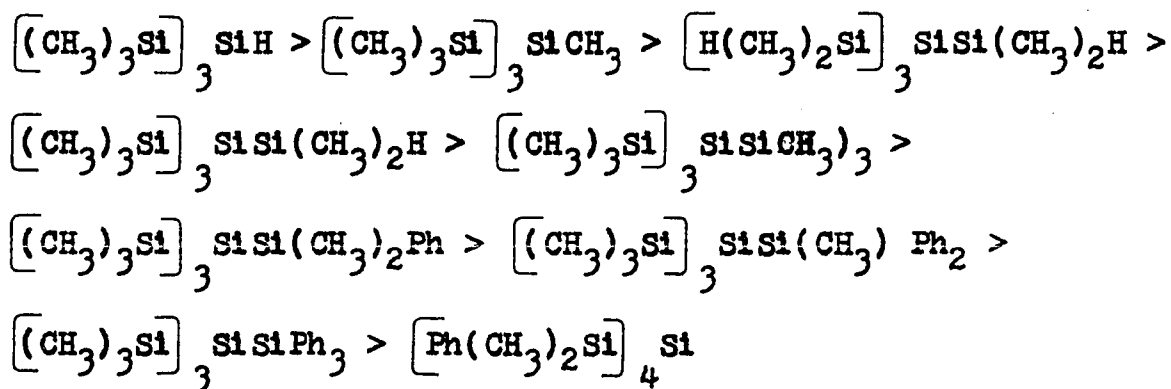 [(CH₃)₃Si]₃SiH > [(CH₃)₃Si]₃SiCH₃ > [H(CH₃)₂Si]₃SiSi(CH₃)₂H >
[(CH₃)₃Si]₃SiSi(CH₃)₂H > [(CH₃)₃Si]₃SiSiCH₃)₃ >
[(CH₃)₃Si]₃SiSi(CH₃)₂Ph > [(CH₃)₃Si]₃SiSi(CH₃) Ph₂ >
[(CH₃)₃Si]₃SiSiPh₃ > [Ph(CH₃)₂Si]₄Si